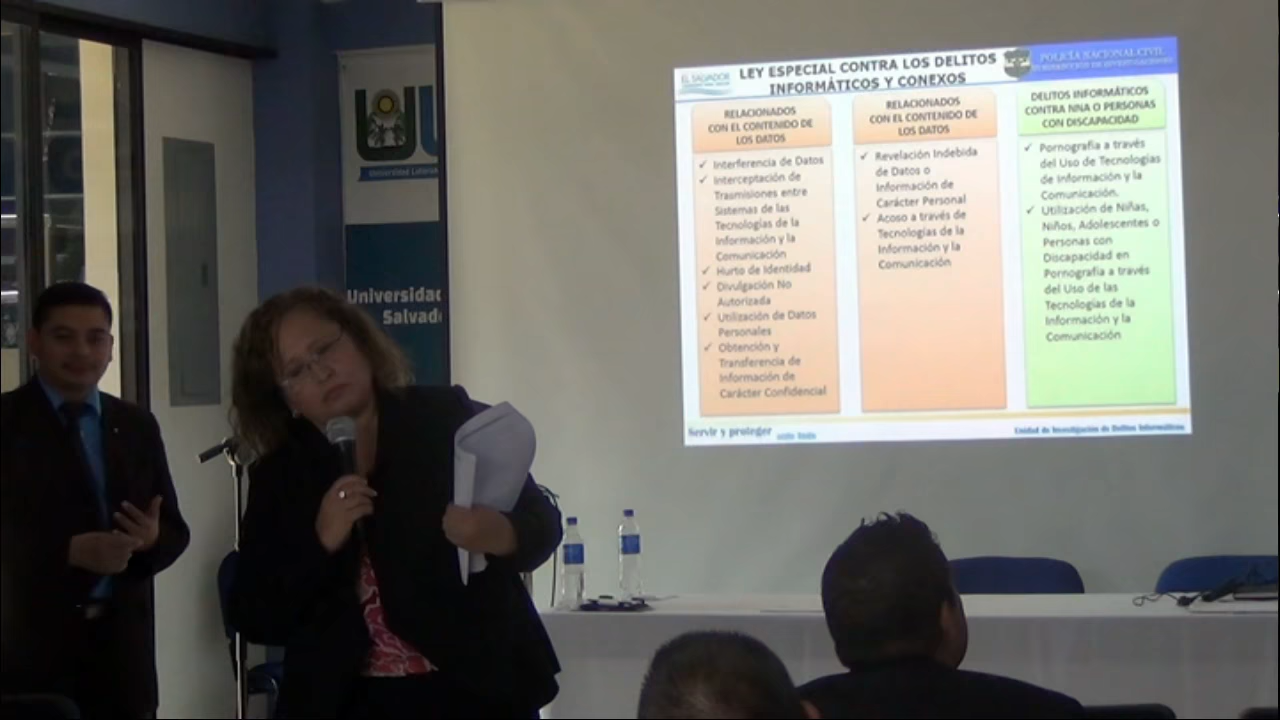 LEY ESPECIAL CONTRA LOS DELITOS
INFORMÁTICOS Y CONEXOS
EL SALVADOR
POLICÍA NACIONAL CIVIL
RELACIONADOS
CON EL CONTENIDO DE
LOS DATOS
✓ Interferencia de Datos
✓ Interceptación de
Trasmisiones entre
Sistemas de las
Tecnologías de la
Información y la
Comunicación
✓ Hurto de Identidad
✓ Divulgación No
Autorizada
✓ Utilización de Datos
Personales
✓ Obtención y
Transferencia de
Información de
Carácter Confidencial
RELACIONADOS
CON EL CONTENIDO DE
LOS DATOS
✓ Revelación Indebida
de Datos o
Información de
Carácter Personal
✓ Acoso a través de
Tecnologías de la
Información y la
Comunicación
DELITOS INFORMÁTICOS
CONTRA NNA O PERSONAS
CON DISCAPACIDAD
✓ Pornografía a través
del Uso de Tecnologías
de Información y la
Comunicación.
✓ Utilización de Niñas,
Niños, Adolescentes o
Personas con
Discapacidad en
Pornografía a través
del Uso de las
Tecnologías de la
Información y la
Comunicación
Servir y proteger
Unidad de Investigación de Delitos Informáticos
Universidad
Salvad